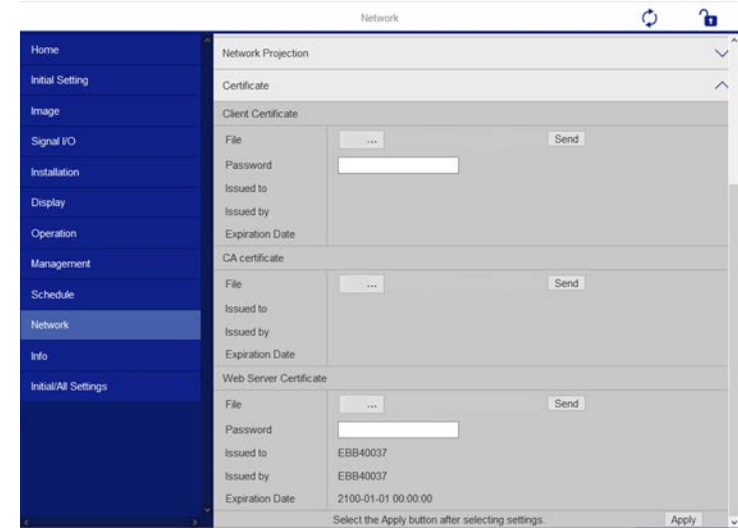 Network
Home
Initial Setting
Image
Signal I/O
Installation
Display
Operation
Management
Schedule
Network
Info
Initial/All Settings
Network Projection
Certificate
Client Certificate
File ... Send
Password
Issued to
Issued by
Expiration Date
CA certificate
File ... Send
Issued to
Issued by
Expiration Date
Web Server Certificate
File ... Send
Password
Issued to EBB40037
Issued by EBB40037
Expiration Date 2100-01-01 00:00:00
Select the Apply button after selecting settings. Apply